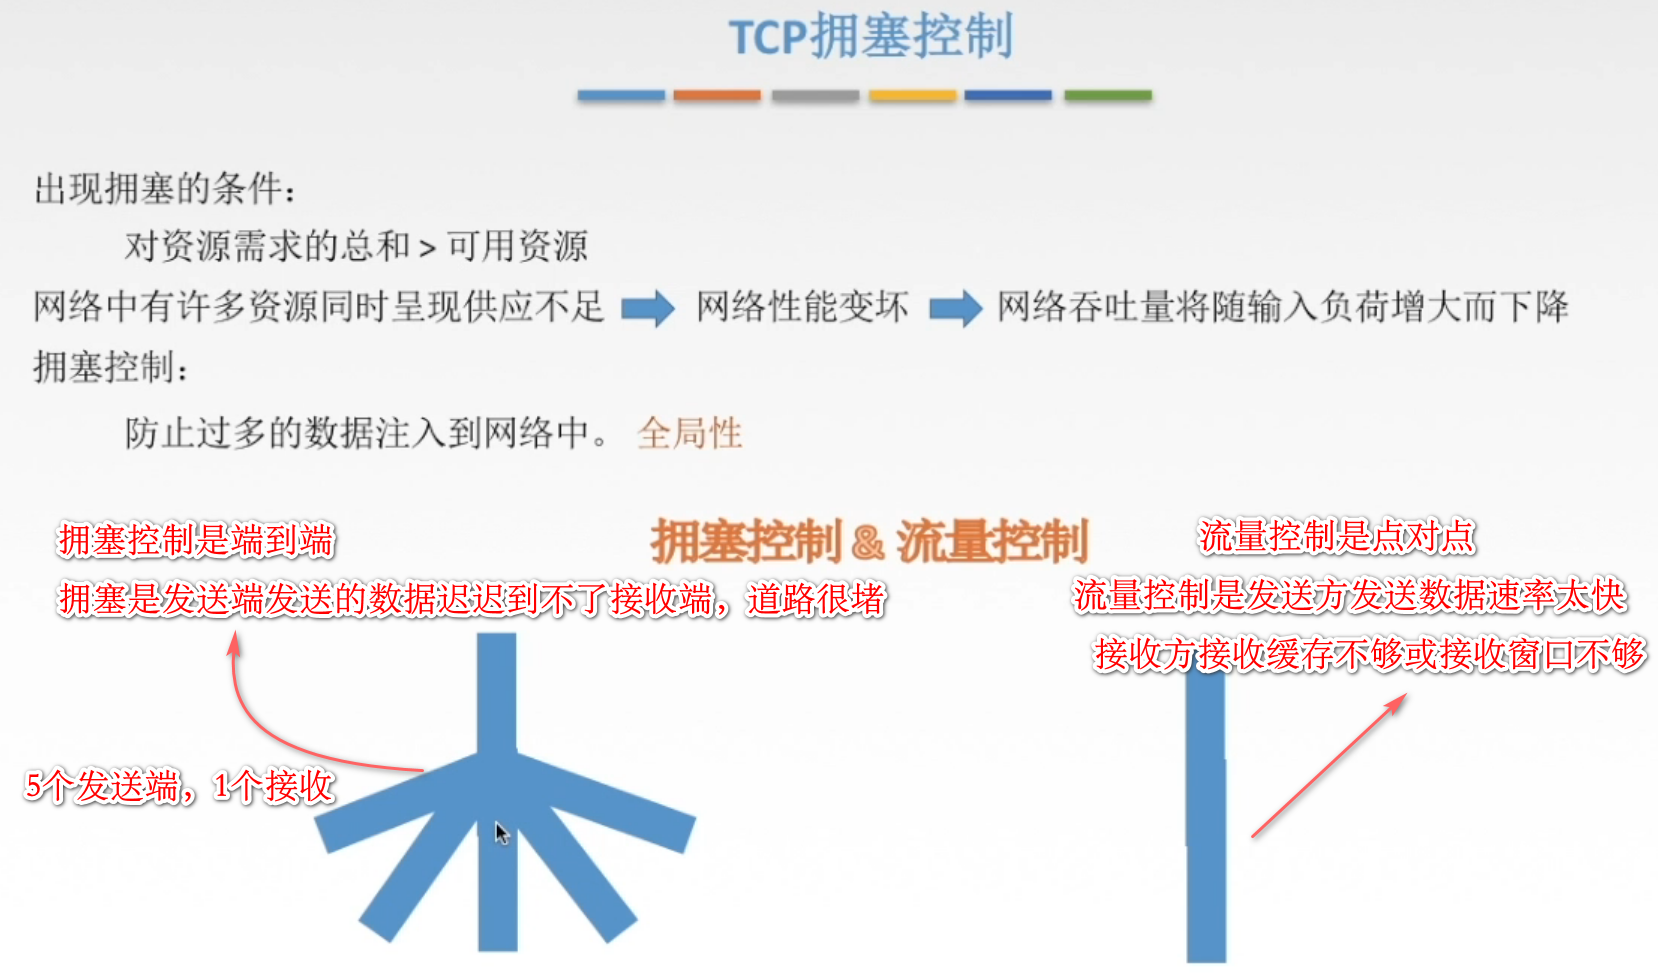 TCP拥塞控制
出现拥塞的条件：
对资源需求的总和 > 可用资源
网络中有许多资源同时呈现供应不足 网络性能变坏 网络吞吐量将随输入负荷增大而下降
拥塞控制：
防止过多的数据注入到网络中。 全局性
拥塞控制 & 流量控制
拥塞控制是端到端
拥塞是发送端发送的数据迟迟到不了接收端，道路很堵
5个发送端，1个接收
流量控制是点对点
流量控制是发送方发送数据速率太快
接收方接收缓存不够或接收窗口不够